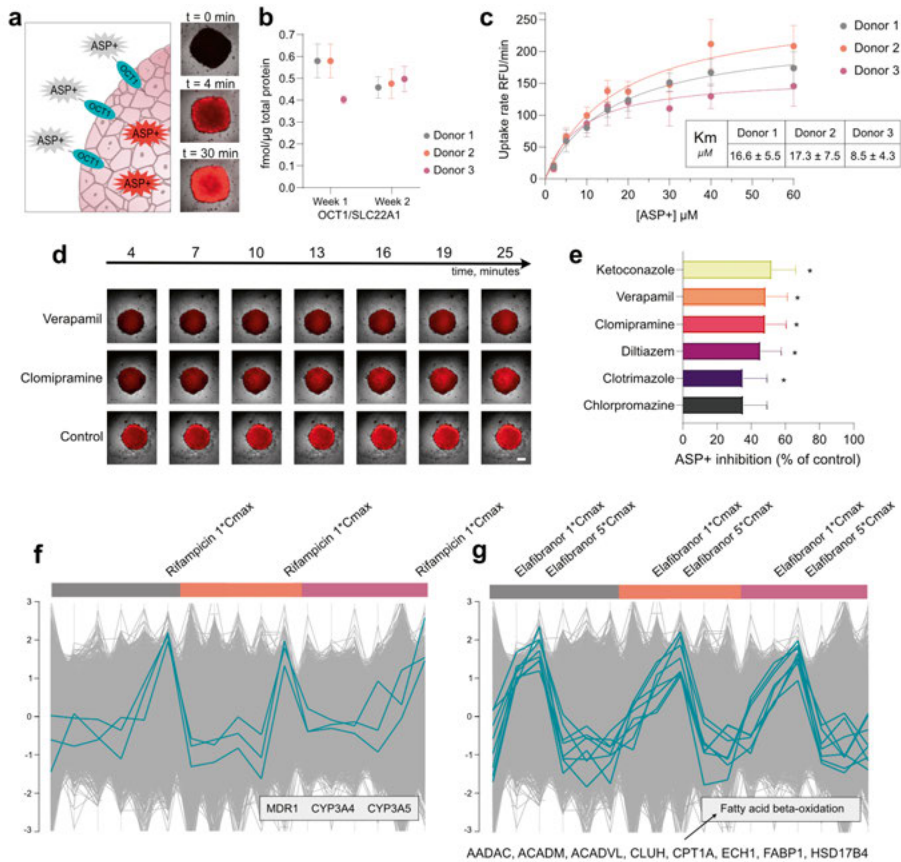 a
t = 0 min
t = 4 min
t = 30 min
ASP+
OCT1
ASP+
OCT1
ASP+
OCT1
ASP+
ASP+
b
fmol/µg total protein
0.7
0.6
0.5
0.4
0.3
0.2
0.1
0.0
Week 1 Week 2
OCT1/SLC22A1
Donor 1
Donor 2
Donor 3
c
Uptake rate RFU/min
250
200
150
100
50
0
0 10 20 30 40 50 60
[ASP+] µM
Donor 1
Donor 2
Donor 3
Km µM Donor 1 Donor 2 Donor 3
16.6 ± 5.5 17.3 ± 7.5 8.5 ± 4.3
d
4 7 10 13 16 19 25
time, minutes
Verapamil
Clomipramine
Control
e
Ketoconazole *
Verapamil *
Clomipramine *
Diltiazem *
Clotrimazole *
Chlorpromazine
0 20 40 60 80 100
ASP+ inhibition (% of control)
f
Rifampicin 1*Cmax
Rifampicin 1*Cmax
Rifampicin 1*Cmax
3
2
1
0
-1
-2
-3
MDR1 CYP3A4 CYP3A5
g
Elafibranor 1*Cmax
Elafibranor 5*Cmax
Elafibranor 1*Cmax
Elafibranor 5*Cmax
Elafibranor 1*Cmax
Elafibranor 5*Cmax
3
2
1
0
-1
-2
-3
Fatty acid beta-oxidation
AADAC, ACADM, ACADVL, CLUH, CPT1A, ECH1, FABP1, HSD17B4